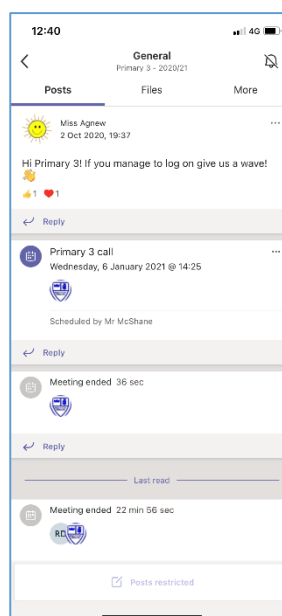 12:40
4G
General
Primary 3 - 2020/21
Posts Files More
Miss Agnew
2 Oct 2020, 19:37
Hi Primary 3! If you manage to log on give us a wave!
1 1
Reply
Primary 3 call
Wednesday, 6 January 2021 @ 14:25
Scheduled by Mr McShane
Reply
Meeting ended 36 sec
Reply
Last read
Meeting ended 22 min 56 sec
RD
Posts restricted